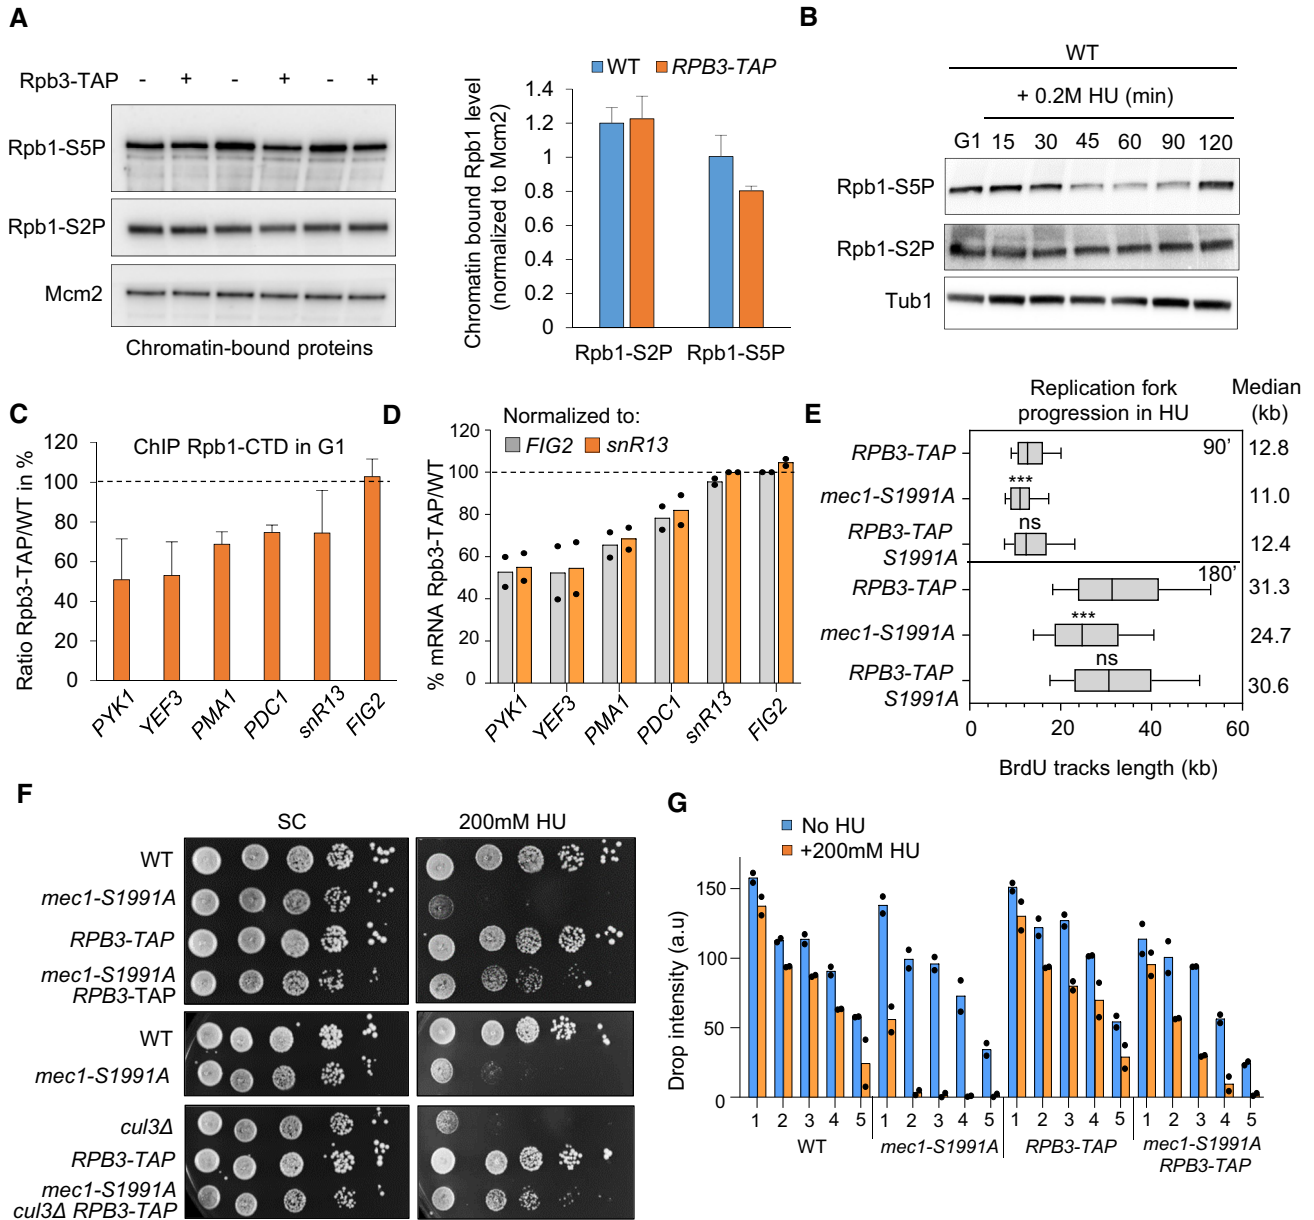 A
Rpb3-TAP - + - + - +
Rpb1-S5P
Rpb1-S2P
Mcm2
Chromatin-bound proteins
WT RPB3-TAP
Chromatin bound Rpb1 level
(normalized to Mcm2)
1.4
1.2
1
0.8
0.6
0.4
0.2
0
Rpb1-S2P Rpb1-S5P
B
WT
+ 0.2M HU (min)
G1 15 30 45 60 90 120
Rpb1-S5P
Rpb1-S2P
Tub1
C
ChIP Rpb1-CTD in G1
Ratio Rpb3-TAP/WT in %
120
100
80
60
40
20
0
PYK1 YEF3 PMA1 PDC1 snR13 FIG2
D
Normalized to:
FIG2 snR13
% mRNA Rpb3-TAP/WT
120
100
80
60
40
20
0
PYK1 YEF3 PMA1 PDC1 snR13 FIG2
E
Replication fork
progression in HU
Median
(kb)
RPB3-TAP 90' 12.8
mec1-S1991A *** 11.0
RPB3-TAP
S1991A
ns 12.4
RPB3-TAP 180' 31.3
mec1-S1991A *** 24.7
RPB3-TAP
S1991A
ns 30.6
0 20 40 60
BrdU tracks length (kb)
F
SC 200mM HU
WT
mec1-S1991A
RPB3-TAP
mec1-S1991A
RPB3-TAP
WT
mec1-S1991A
cul3Δ
RPB3-TAP
mec1-S1991A
cul3Δ RPB3-TAP
G
No HU
+200mM HU
Drop intensity (a.u)
150
100
50
0
1 2 3 4 5 1 2 3 4 5 1 2 3 4 5 1 2 3 4 5
WT mec1-S1991A RPB3-TAP mec1-S1991A
RPB3-TAP